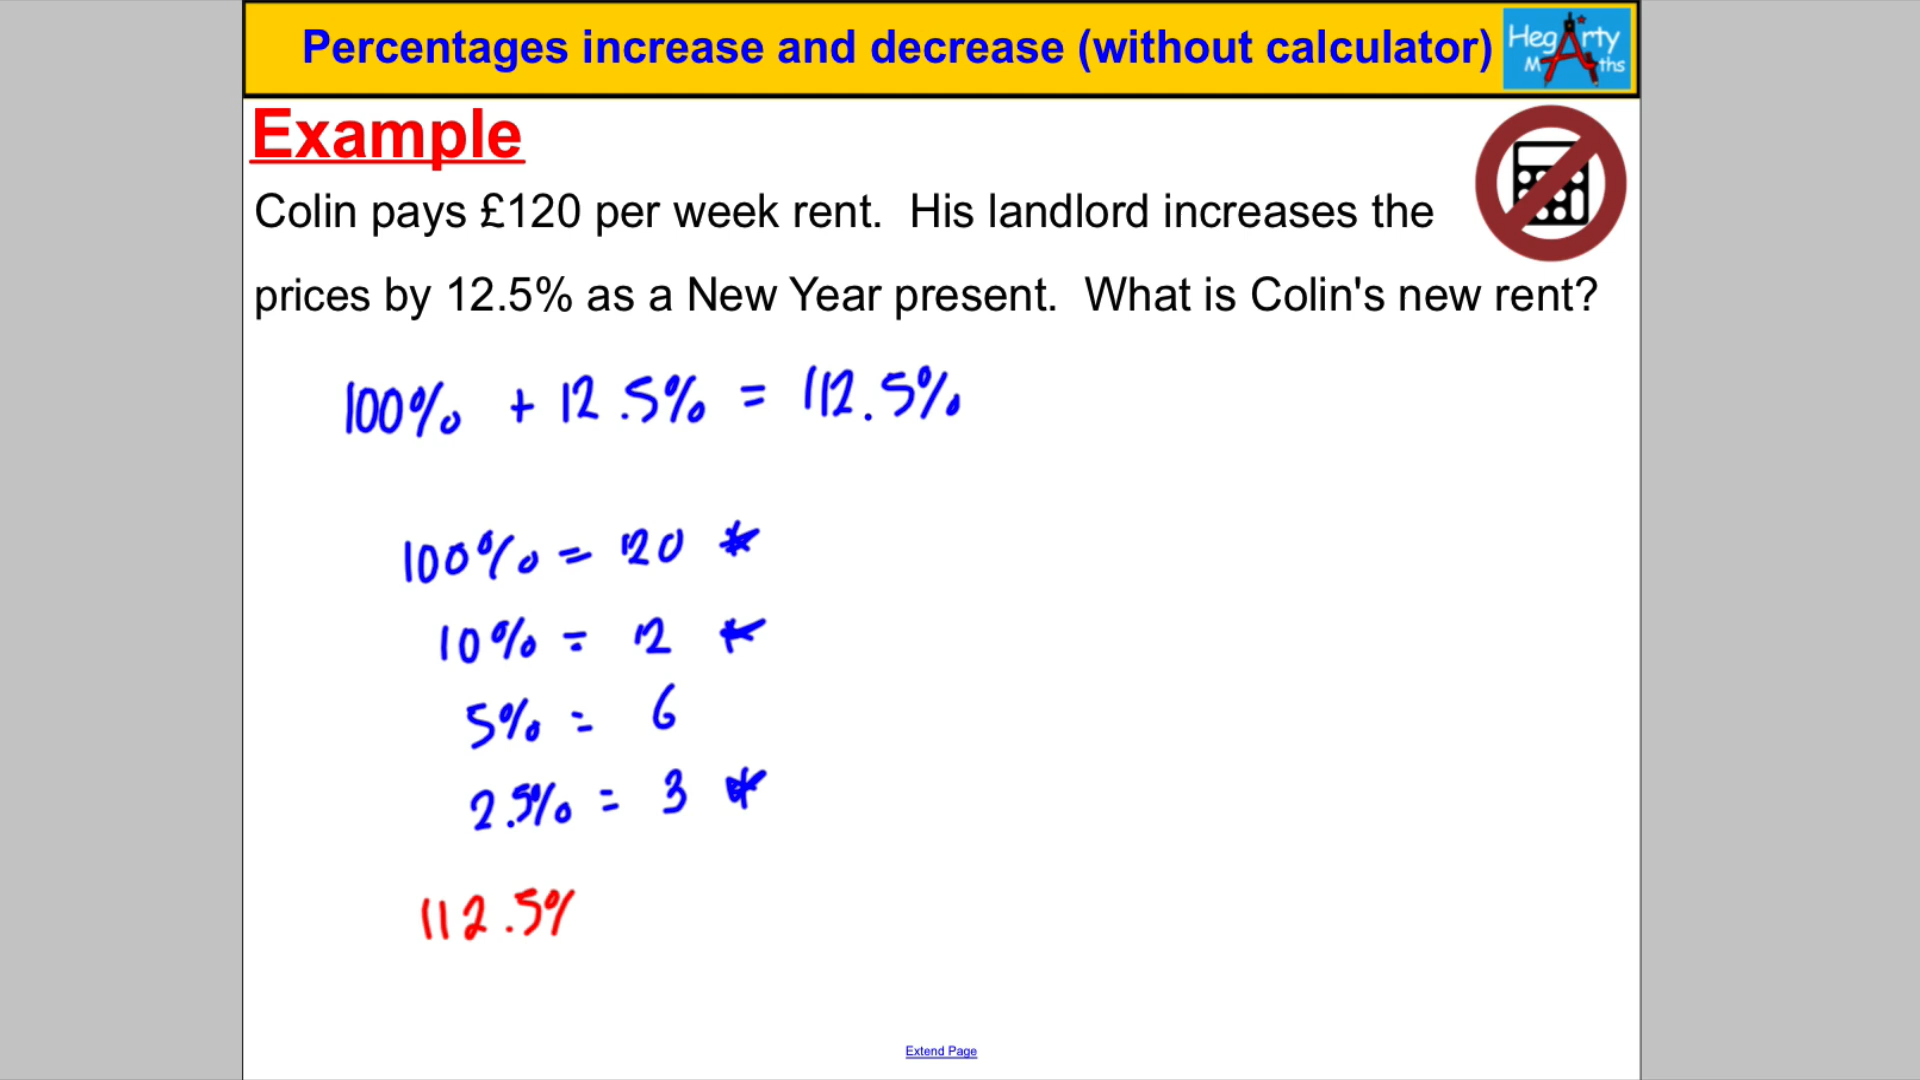 Percentages increase and decrease (without calculator)
Hegarty
Maths
Example
Colin pays £120 per week rent. His landlord increases the
prices by 12.5% as a New Year present. What is Colin's new rent?
100% + 12.5% = 112.5%
100% = 120 *
10% = 12 *
5% = 6
2.5% = 3 *
112.5%
Extend Page